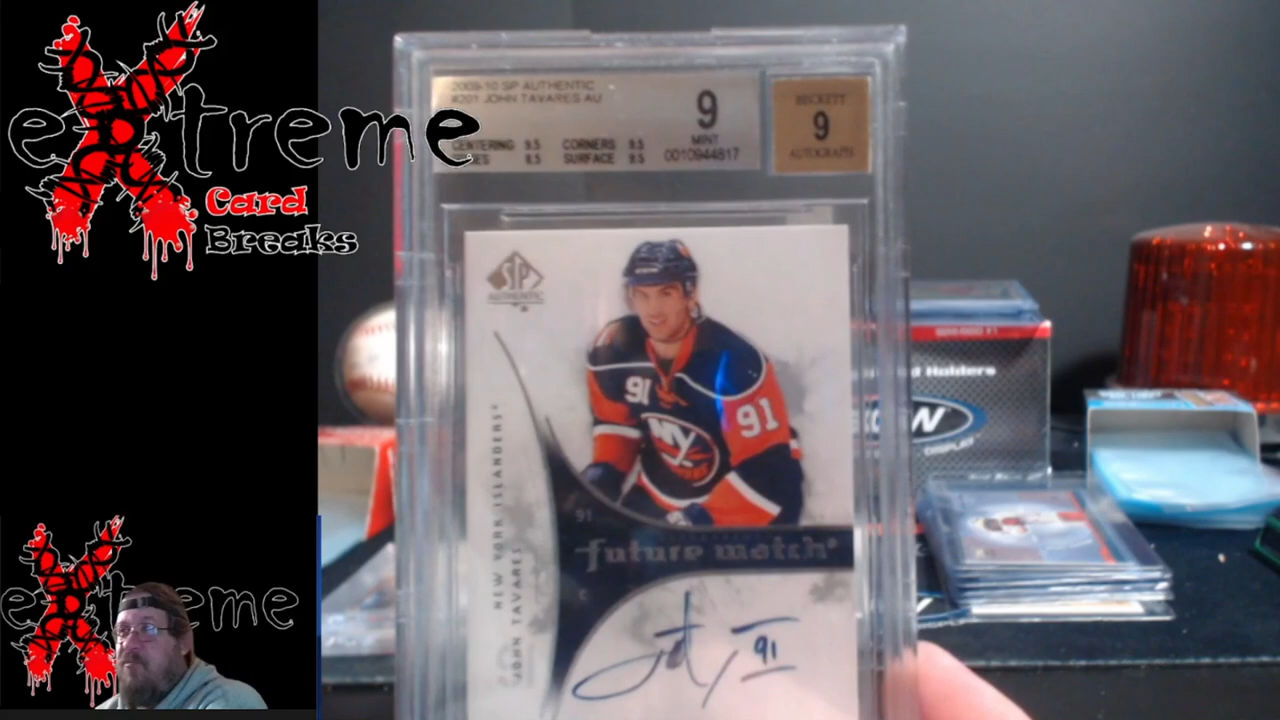 extreme
Card
Breaks
2009-10 SP AUTHENTIC
#201 JOHN TAVARES AU
CENTERING 9.5 CORNERS 9.5
8.5 SURFACE 9.5
9
MINT
0010944817
BECKETT
9
AUTOGRAPH
SP
AUTHENTIC
91
91
NY
NEW YORK ISLANDERS
JOHN TAVARES
91
future watch
91
Holders
DISPLAY